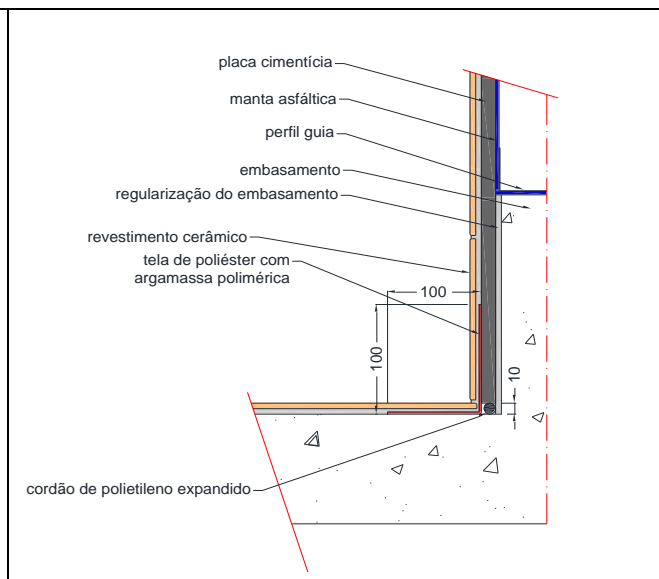 placa cimentícia
manta asfáltica
perfil guia
embasamento
regularização do embasamento
revestimento cerâmico
tela de poliéster com
argamassa polimérica
100
100
10
cordão de polietileno expandido